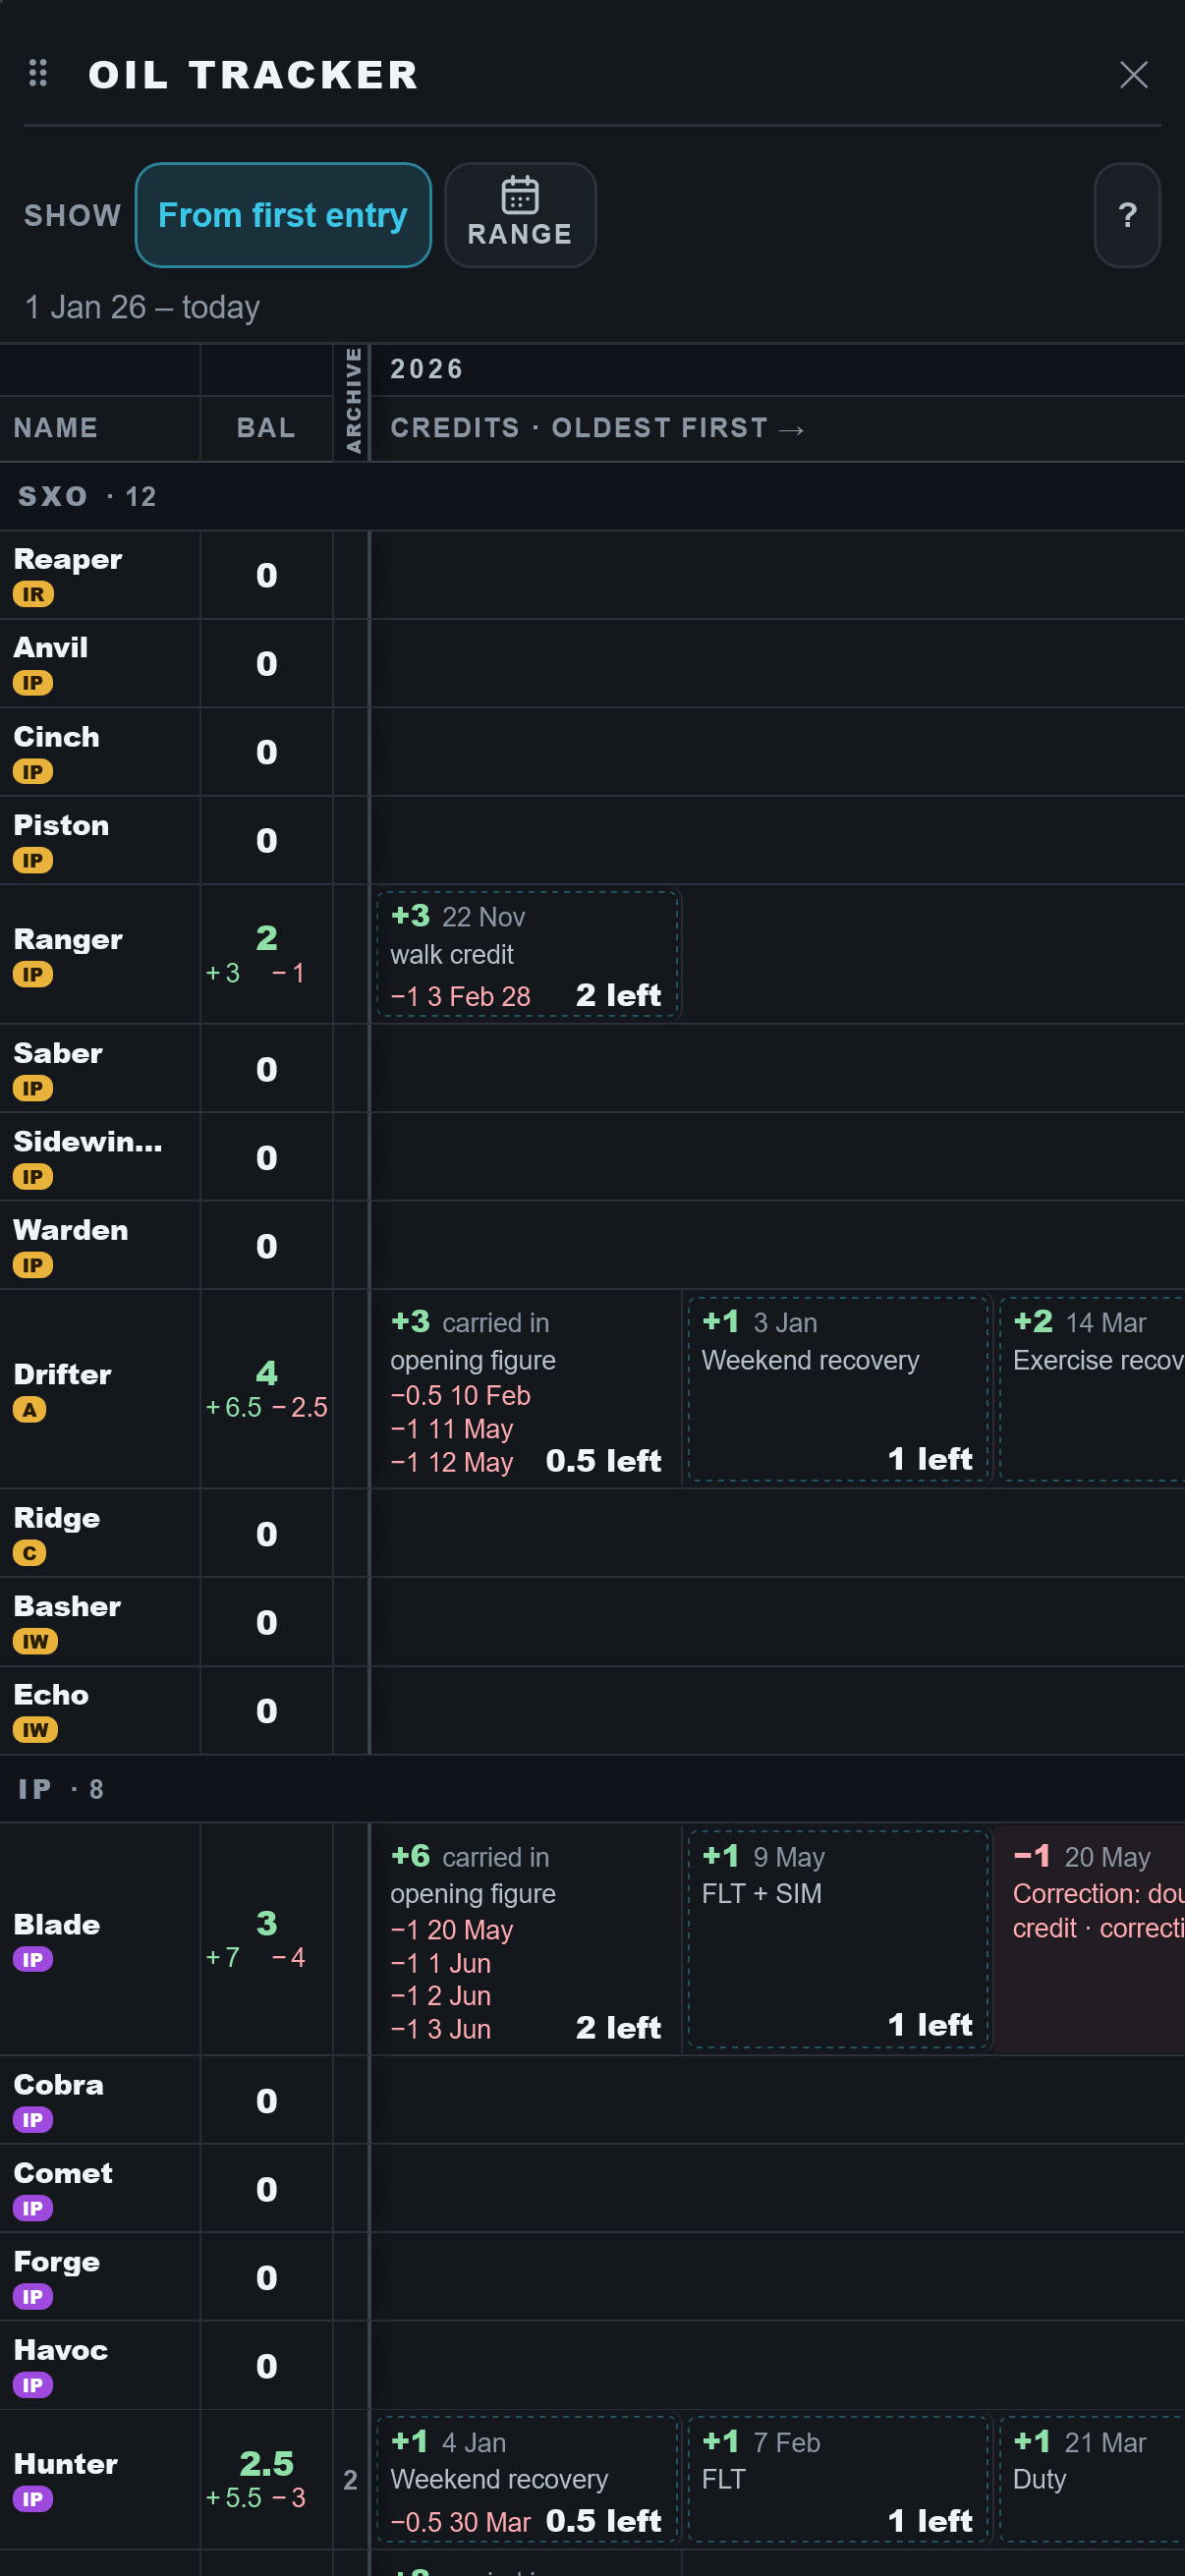 OIL TRACKER
SHOW From first entry RANGE ?
1 Jan 26 – today
ARCHIVE 2026
NAME BAL CREDITS · OLDEST FIRST →
SXO · 12
Reaper
IR
0
Anvil
IP
0
Cinch
IP
0
Piston
IP
0
Ranger
IP
2
+3 −1
+3 22 Nov
walk credit
−1 3 Feb 28 2 left
Saber
IP
0
Sidewin...
IP
0
Warden
IP
0
Drifter
A
4
+6.5 −2.5
+3 carried in
opening figure
−0.5 10 Feb
−1 11 May
−1 12 May 0.5 left
+1 3 Jan
Weekend recovery
1 left
+2 14 Mar
Exercise recov
Ridge
C
0
Basher
IW
0
Echo
IW
0
IP · 8
Blade
IP
3
+7 −4
+6 carried in
opening figure
−1 20 May
−1 1 Jun
−1 2 Jun
−1 3 Jun 2 left
+1 9 May
FLT + SIM
1 left
−1 20 May
Correction: dou
credit · correcti
Cobra
IP
0
Comet
IP
0
Forge
IP
0
Havoc
IP
0
Hunter
IP
2.5
+5.5 −3
2
+1 4 Jan
Weekend recovery
−0.5 30 Mar 0.5 left
+1 7 Feb
FLT
1 left
+1 21 Mar
Duty